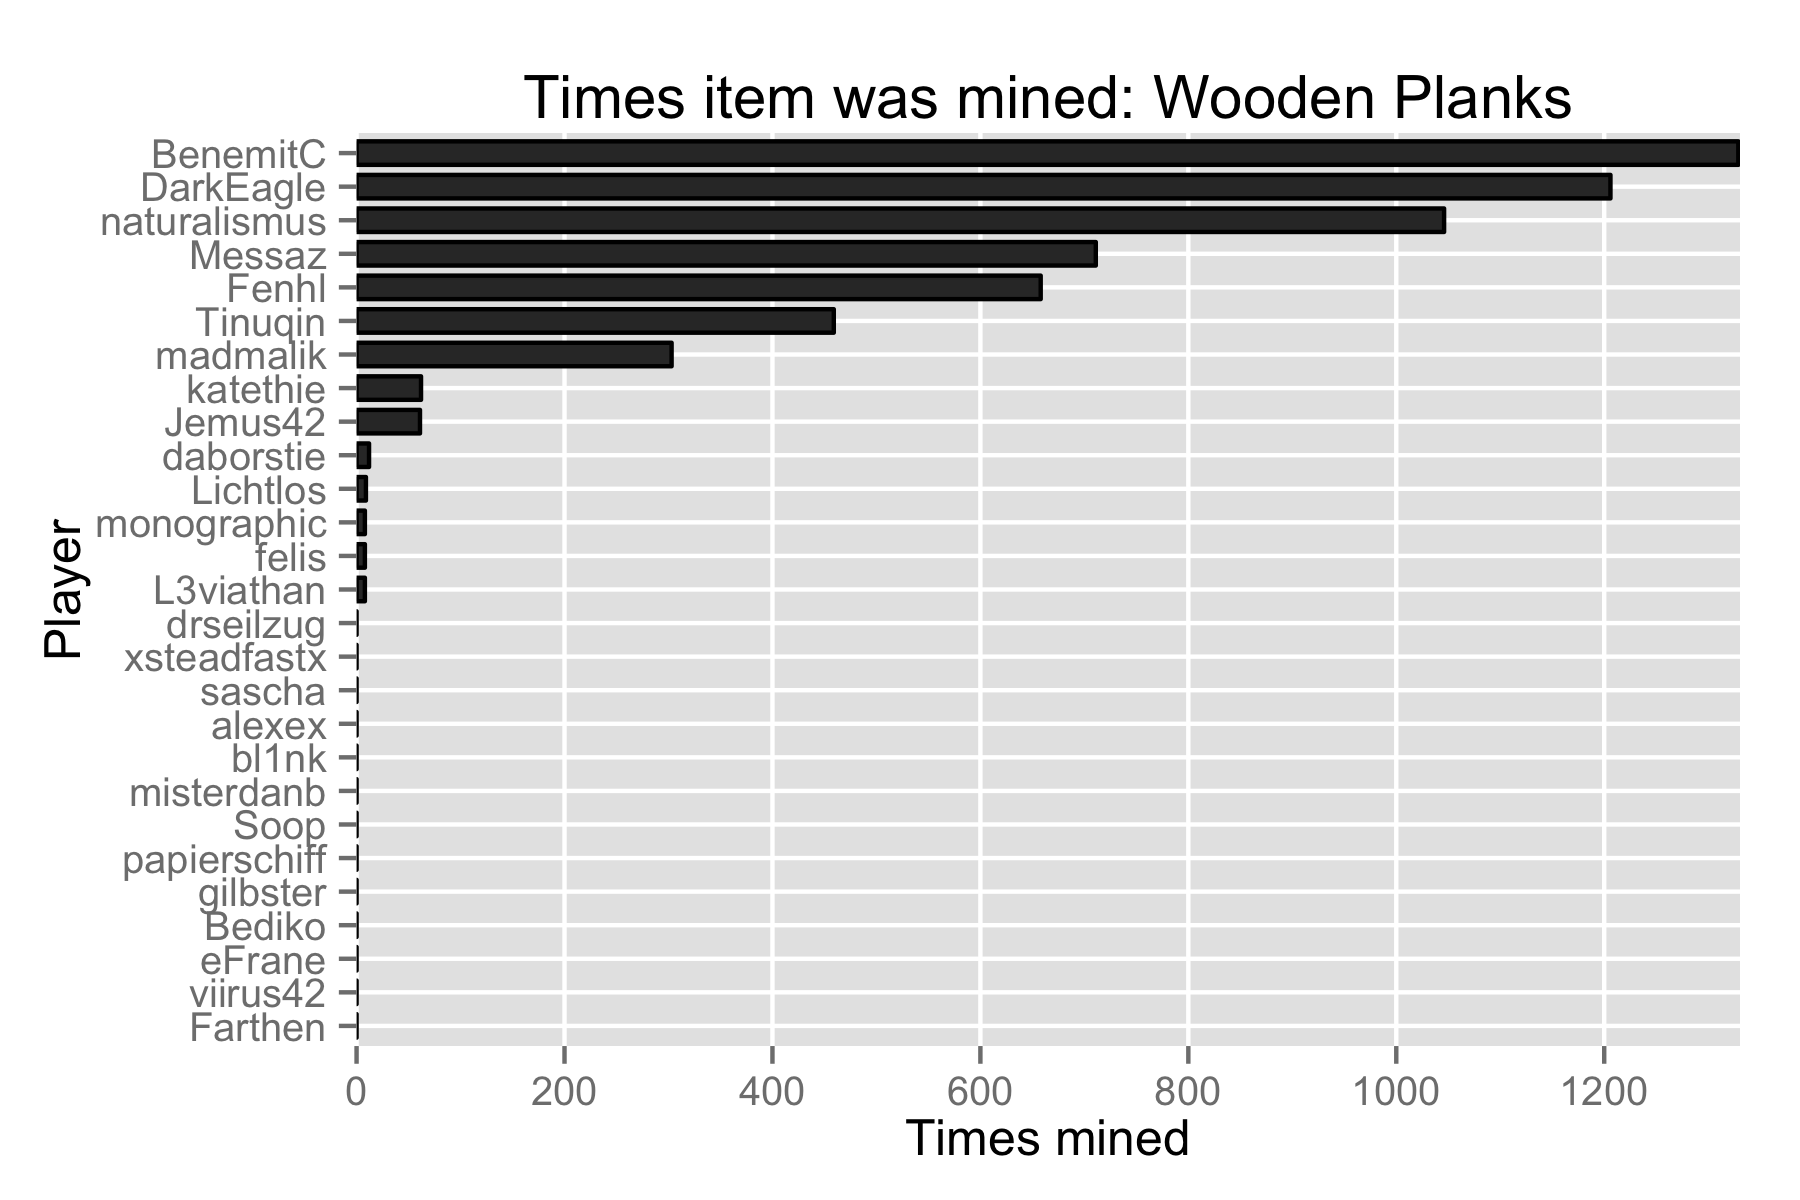 Times item was mined: Wooden Planks
Player
BenemitC
DarkEagle
naturalismus
Messaz
Fenhl
Tinuqin
madmalik
katethie
Jemus42
daborstie
Lichtlos
monographic
felis
L3viathan
drseilzug
xsteadfastx
sascha
alexex
bl1nk
misterdanb
Soop
papierschiff
gilbster
Bediko
eFrane
viirus42
Farthen
0 200 400 600 800 1000 1200
Times mined